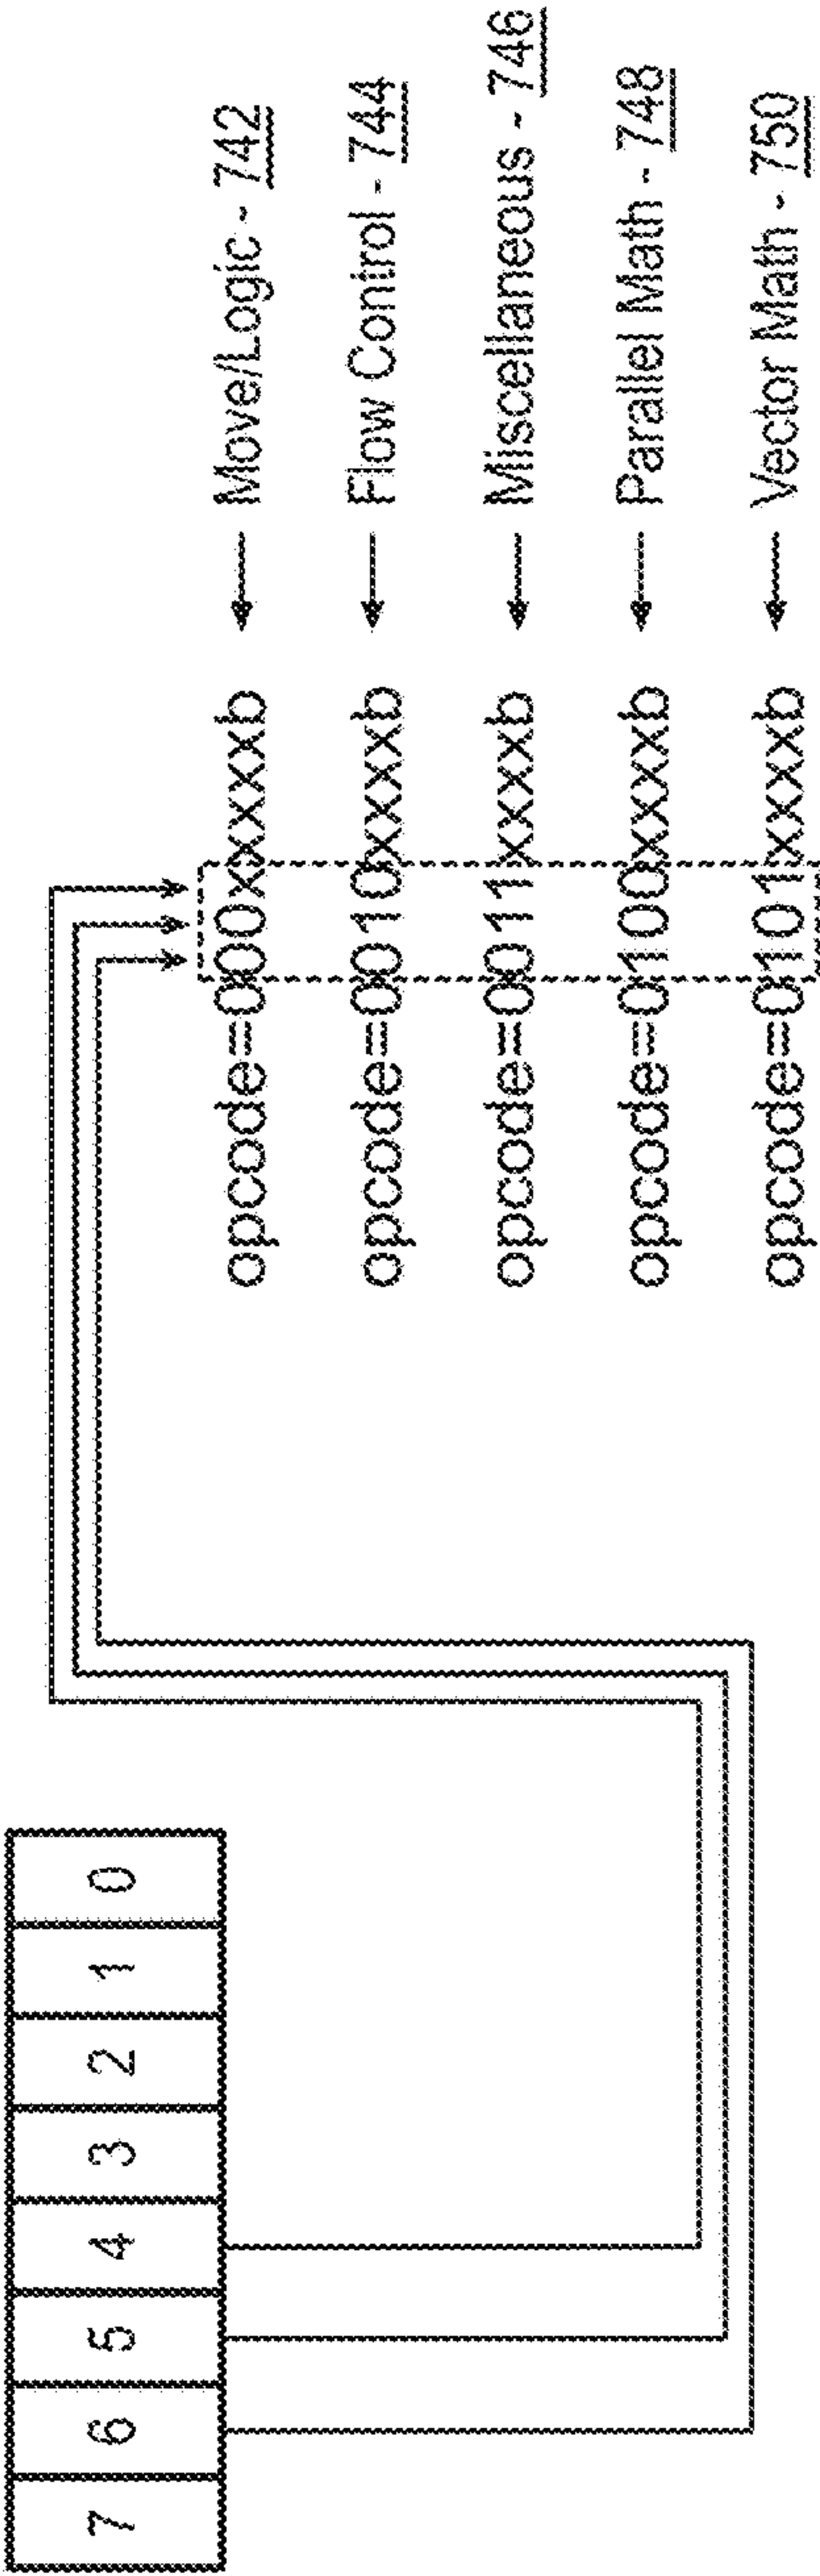 7 6 5 4 3 2 1 0
opcode=000xxxxxb ← Move/Logic - 742
opcode=0010xxxxb ← Flow Control - 744
opcode=0011xxxxb ← Miscellaneous - 746
opcode=0100xxxxb ← Parallel Math - 748
opcode=0101xxxxb ← Vector Math - 750